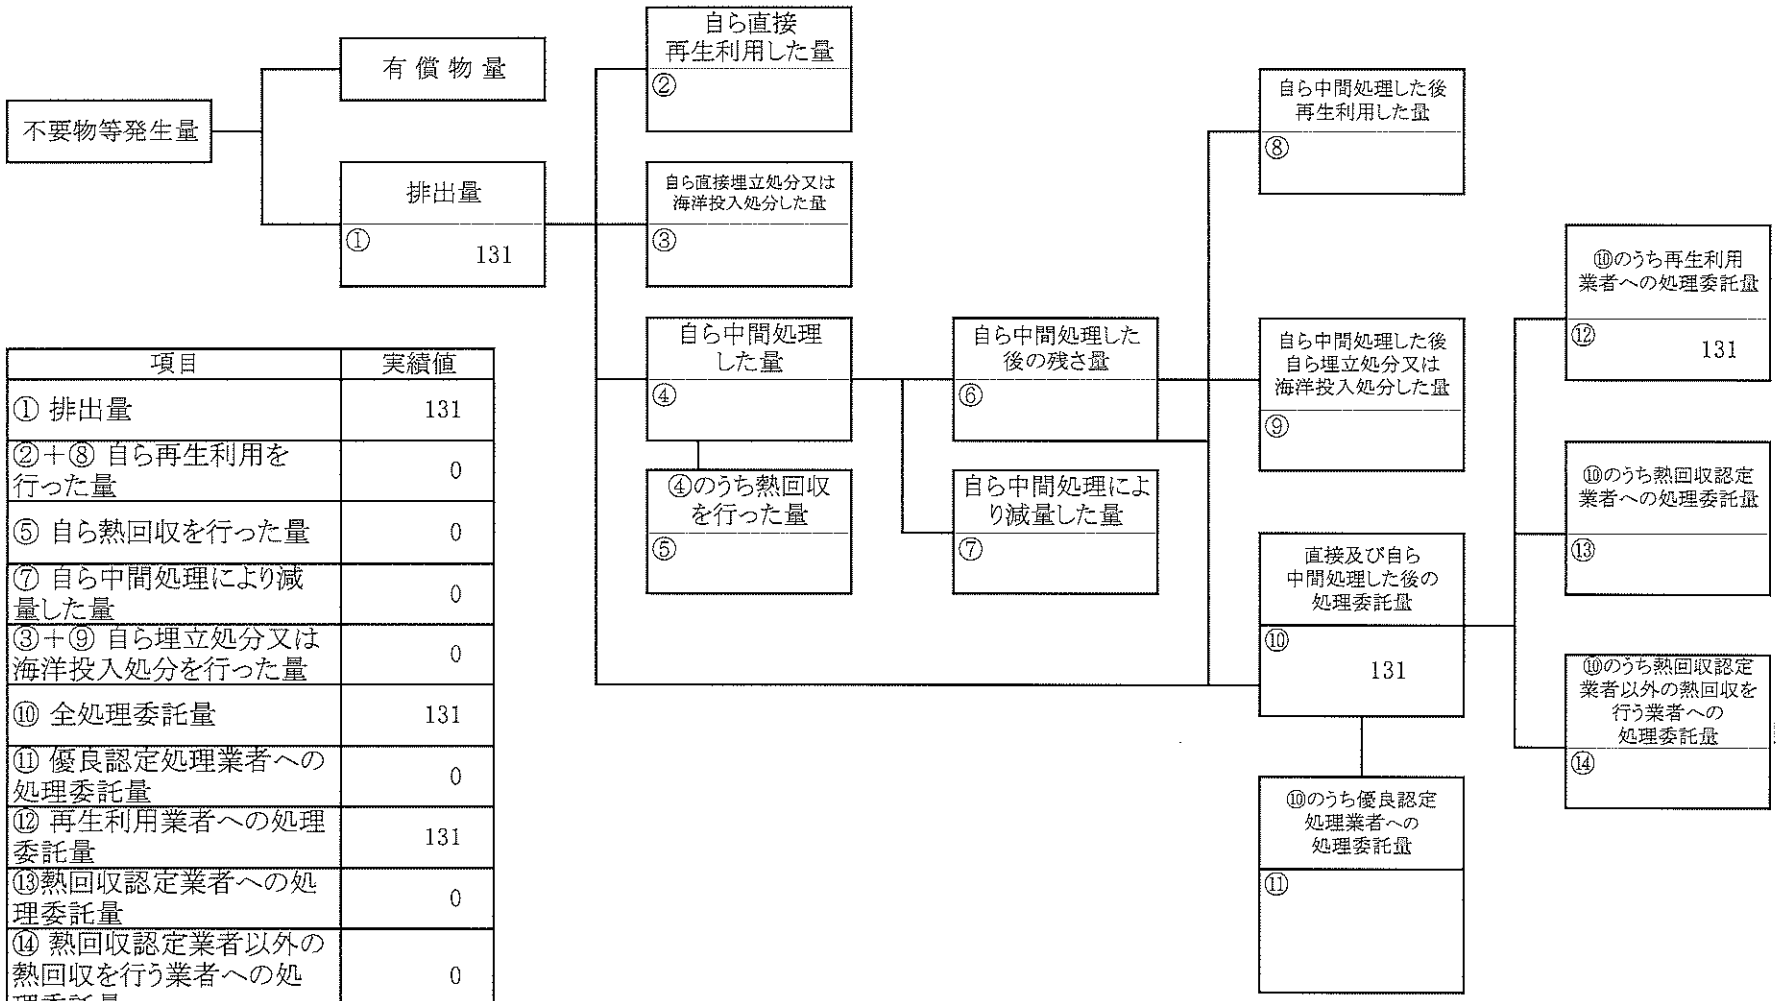 不要物等発生量
有償物量
排出量
①
131
自ら直接
再生利用した量
②
自ら直接埋立処分又は
海洋投入処分した量
③
自ら中間処理
した量
④
④のうち熱回収
を行った量
⑤
自ら中間処理した
後の残さ量
⑥
自ら中間処理によ
り減量した量
⑦
自ら中間処理した後
再生利用した量
⑧
自ら中間処理した後
自ら埋立処分又は
海洋投入処分した量
⑨
直接及び自ら
中間処理した後の
処理委託量
⑩
131
⑩のうち優良認定
処理業者への
処理委託量
⑪
⑩のうち再生利用
業者への処理委託量
⑫
131
⑩のうち熱回収認定
業者への処理委託量
⑬
⑩のうち熱回収認定
業者以外の熱回収を
行う業者への
処理委託量
⑭
項目 実績値
① 排出量 131
②+⑧ 自ら再生利用を
行った量 0
⑤ 自ら熱回収を行った量 0
⑦ 自ら中間処理により減
量した量 0
③+⑨ 自ら埋立処分又は
海洋投入処分を行った量 0
⑩ 全処理委託量 131
⑪ 優良認定処理業者への
処理委託量 0
⑫ 再生利用業者への処理
委託量 131
⑬熱回収認定業者への処
理委託量 0
⑭ 熱回収認定業者以外の
熱回収を行う業者への処 0
理委託量